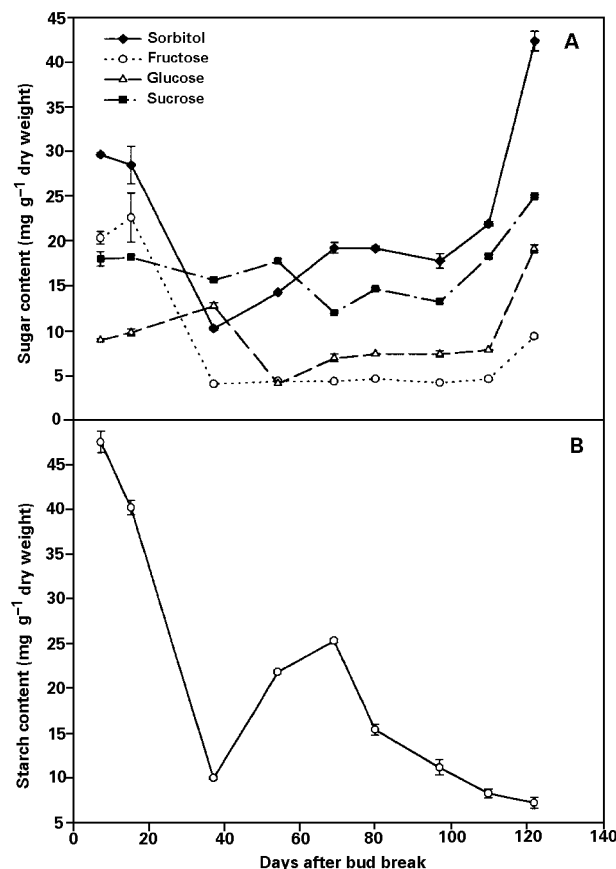 A
Sorbitol
Fructose
Glucose
Sucrose
Sugar content (mg g⁻¹ dry weight)
45
40
35
30
25
20
15
10
5
0
B
Starch content (mg g⁻¹ dry weight)
45
40
35
30
25
20
15
10
5
0 20 40 60 80 100 120 140
Days after bud break